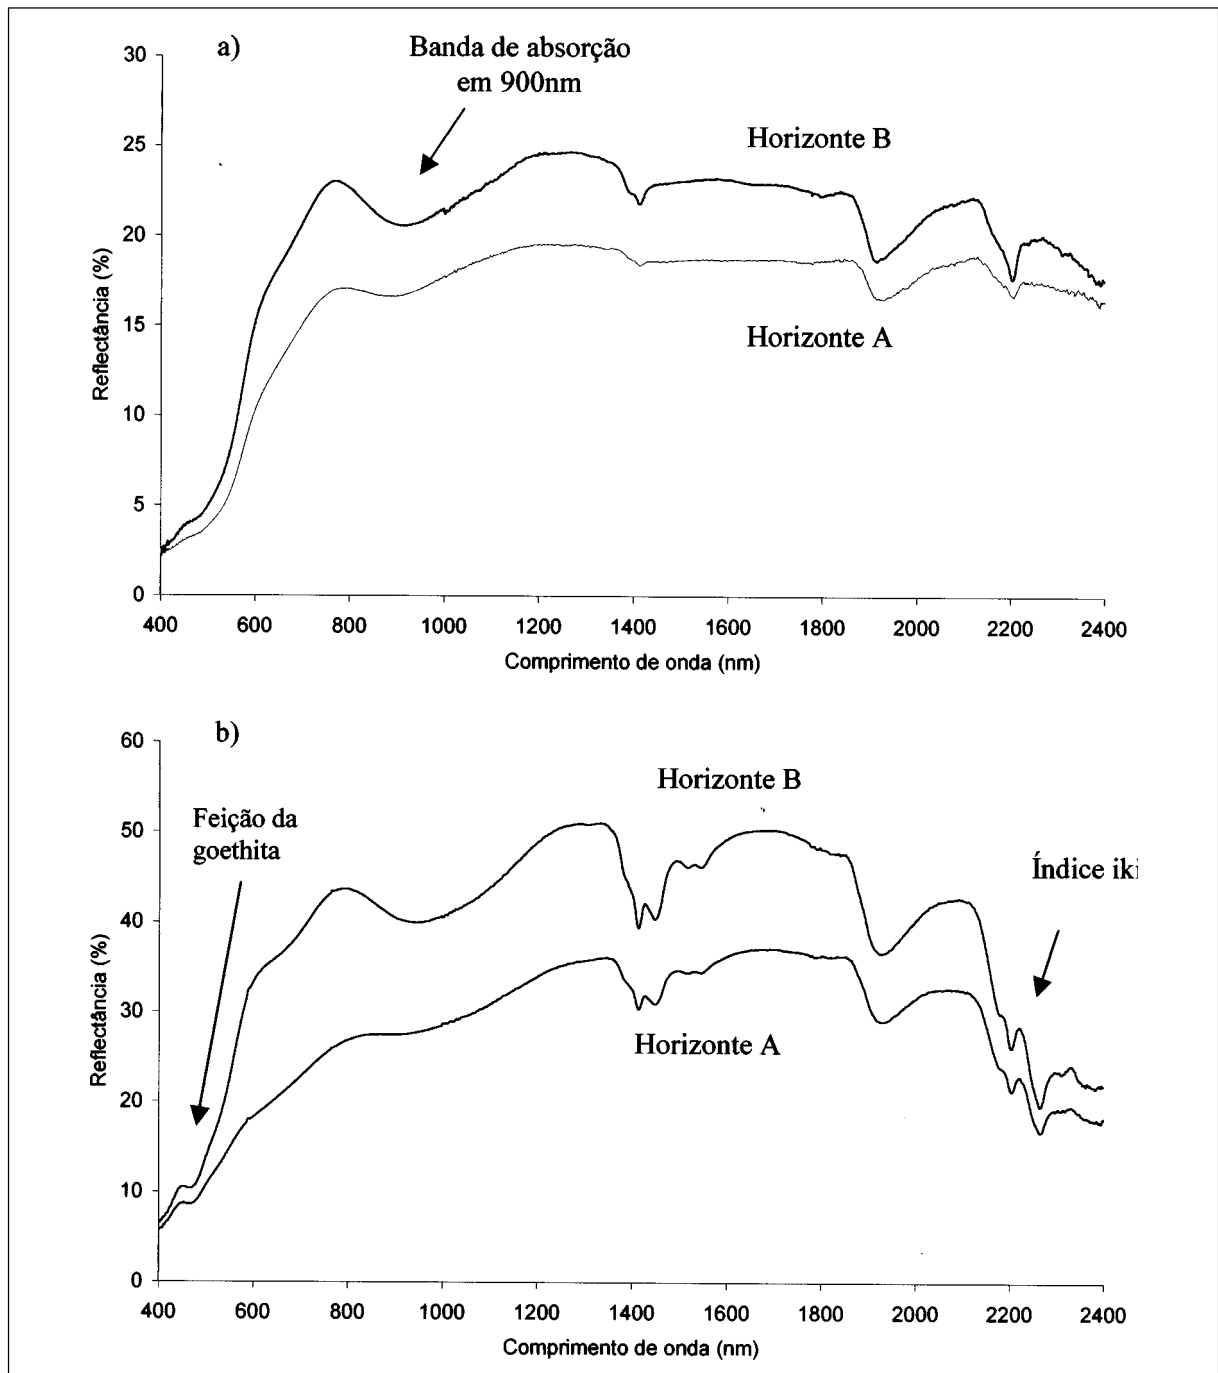 a)
Banda de absorção
em 900nm
30
25
20
15
10
5
0
Reflectância (%)
Horizonte B
Horizonte A
400 600 800 1000 1200 1400 1600 1800 2000 2200 2400
Comprimento de onda (nm)
b)
60
50
40
30
20
10
0
Reflectância (%)
Feição da
goethita
Horizonte B
Horizonte A
Índice iki
400 600 800 1000 1200 1400 1600 1800 2000 2200 2400
Comprimento de onda (nm)